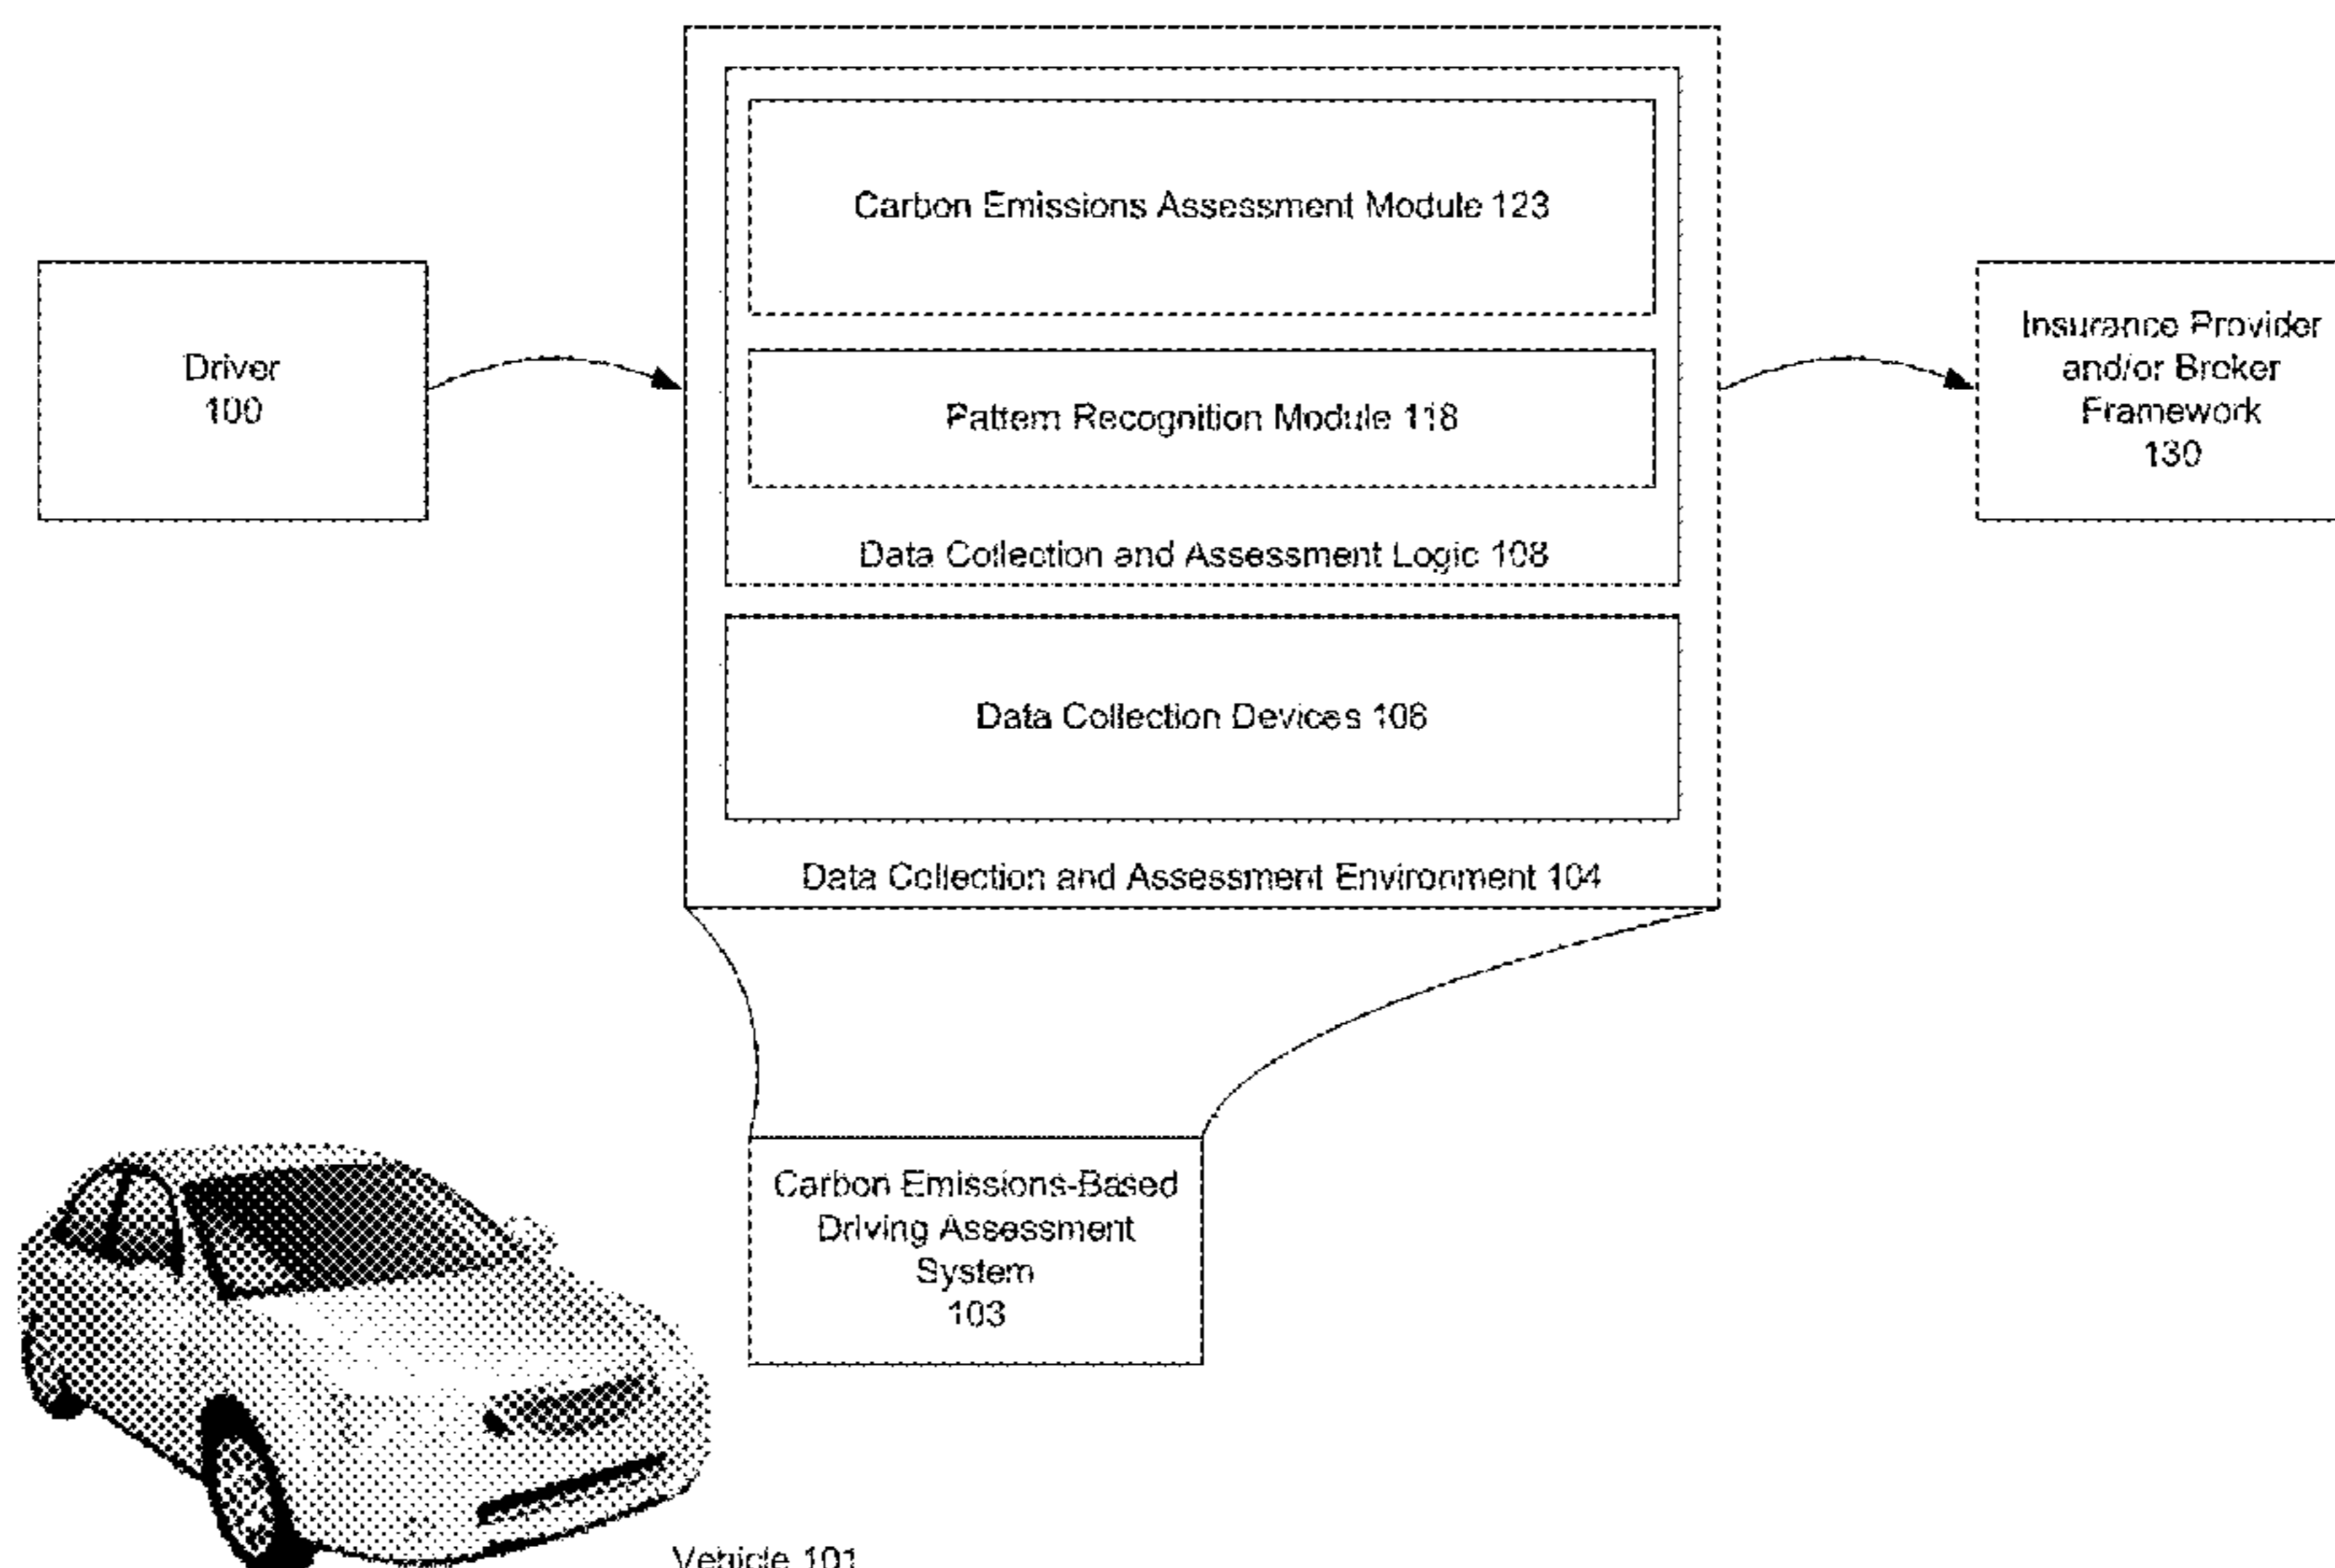 Carbon Emissions Assessment Module 123
Driver
100
Pattern Recognition Module 118
Insurance Provider
and/or Broker
Framework
130
Data Collection and Assessment Logic 108
Data Collection Devices 106
Data Collection and Assessment Environment 104
Carbon Emissions-Based
Driving Assessment
System
103
Vehicle 101